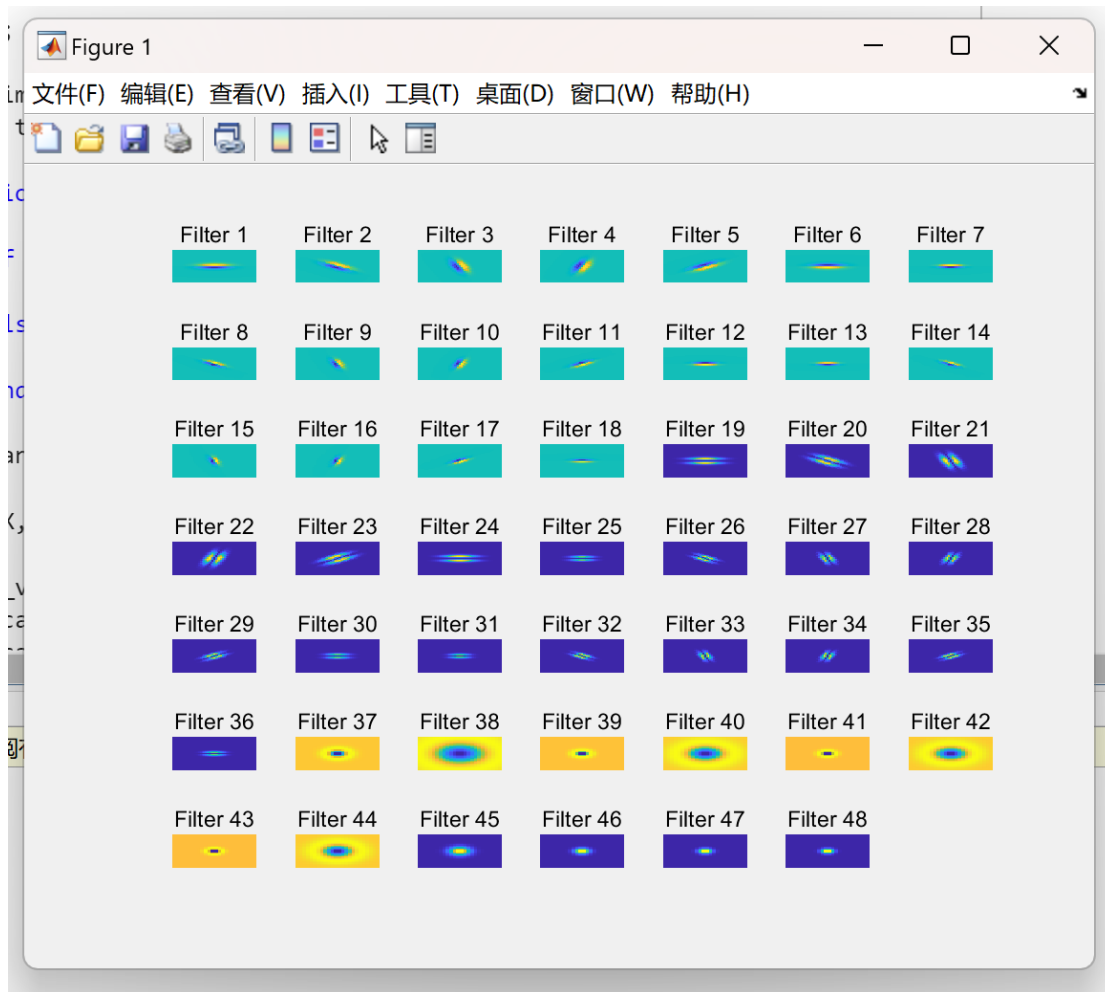 Figure 1
文件(F) 编辑(E) 查看(V) 插入(I) 工具(T) 桌面(D) 窗口(W) 帮助(H)
Filter 1 Filter 2 Filter 3 Filter 4 Filter 5 Filter 6 Filter 7
Filter 8 Filter 9 Filter 10 Filter 11 Filter 12 Filter 13 Filter 14
Filter 15 Filter 16 Filter 17 Filter 18 Filter 19 Filter 20 Filter 21
Filter 22 Filter 23 Filter 24 Filter 25 Filter 26 Filter 27 Filter 28
Filter 29 Filter 30 Filter 31 Filter 32 Filter 33 Filter 34 Filter 35
Filter 36 Filter 37 Filter 38 Filter 39 Filter 40 Filter 41 Filter 42
Filter 43 Filter 44 Filter 45 Filter 46 Filter 47 Filter 48